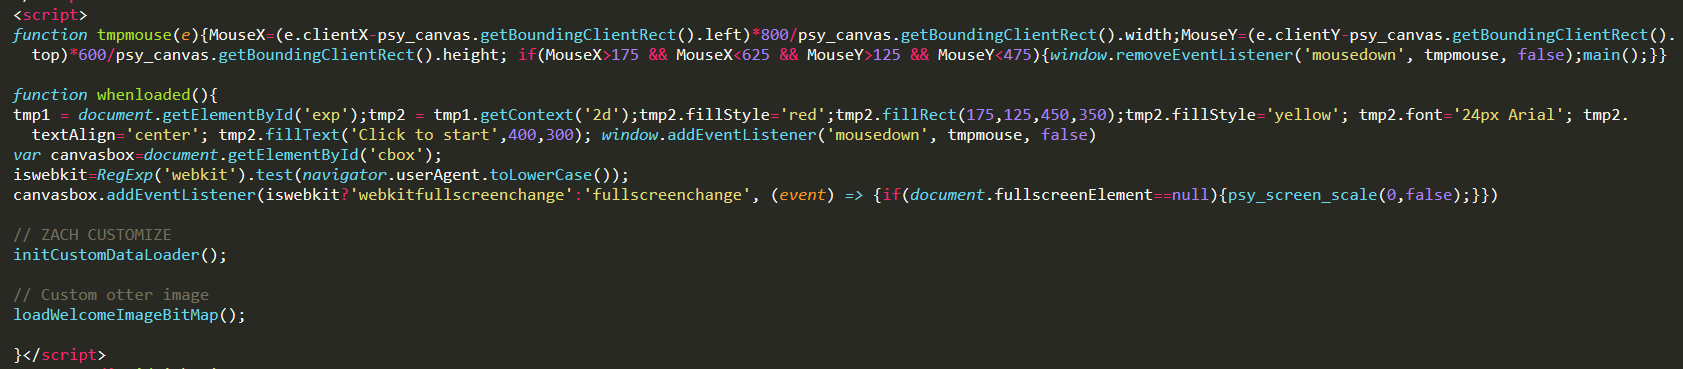 <script>
function tmpmouse(e){MouseX=(e.clientX-psy_canvas.getBoundingClientRect().left)*800/psy_canvas.getBoundingClientRect().width;MouseY=(e.clientY-psy_canvas.getBoundingClientRect().
top)*600/psy_canvas.getBoundingClientRect().height; if(MouseX>175 && MouseX<625 && MouseY>125 && MouseY<475){window.removeEventListener('mousedown', tmpmouse, false);main();}}
function whenloaded(){
tmp1 = document.getElementById('exp');tmp2 = tmp1.getContext('2d');tmp2.fillStyle='red';tmp2.fillRect(175,125,450,350);tmp2.fillStyle='yellow'; tmp2.font='24px Arial'; tmp2.
textAlign='center'; tmp2.fillText('Click to start',400,300); window.addEventListener('mousedown', tmpmouse, false)
var canvasbox=document.getElementById('cbox');
iswebkit=RegExp('webkit').test(navigator.userAgent.toLowerCase());
canvasbox.addEventListener(iswebkit?'webkitfullscreenchange':'fullscreenchange', (event) => {if(document.fullscreenElement==null){psy_screen_scale(0,false);}})
// ZACH CUSTOMIZE
initCustomDataLoader();
// Custom otter image
loadWelcomeImageBitMap();
}</script>